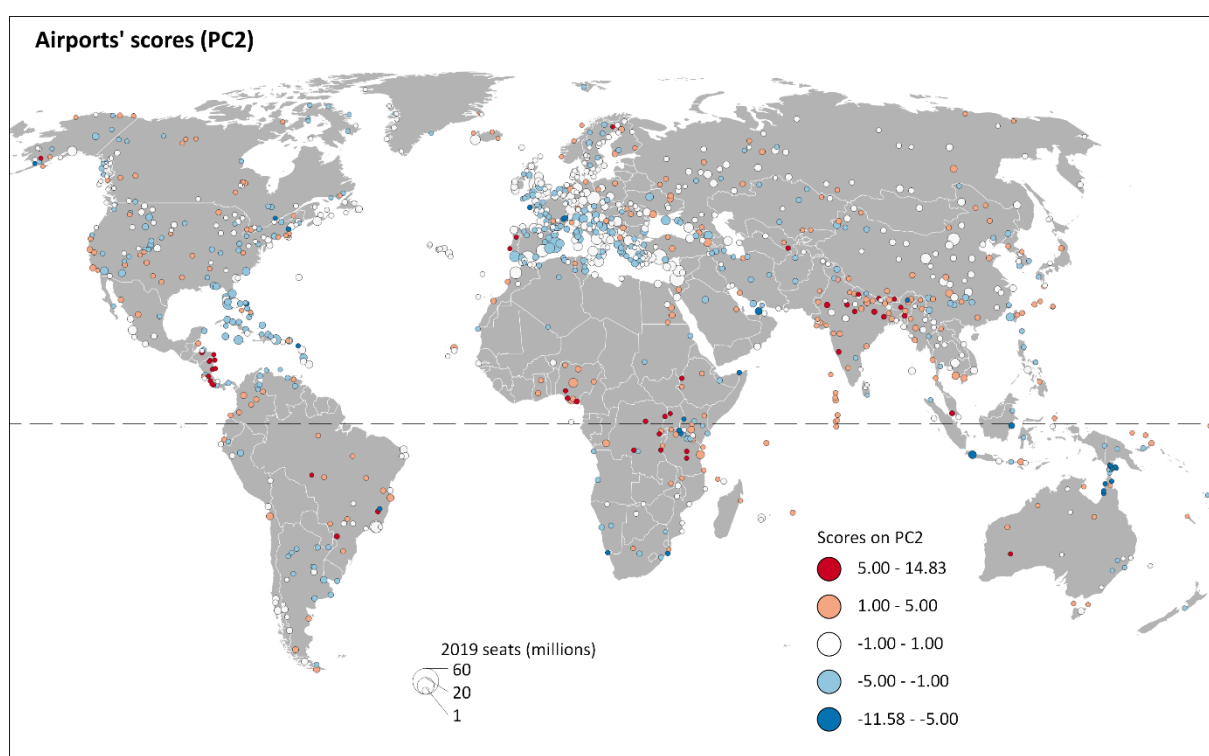 Airports' scores (PC2)
Scores on PC2
5.00 - 14.83
1.00 - 5.00
-1.00 - 1.00
-5.00 - -1.00
-11.58 - -5.00
2019 seats (millions)
60
20
1